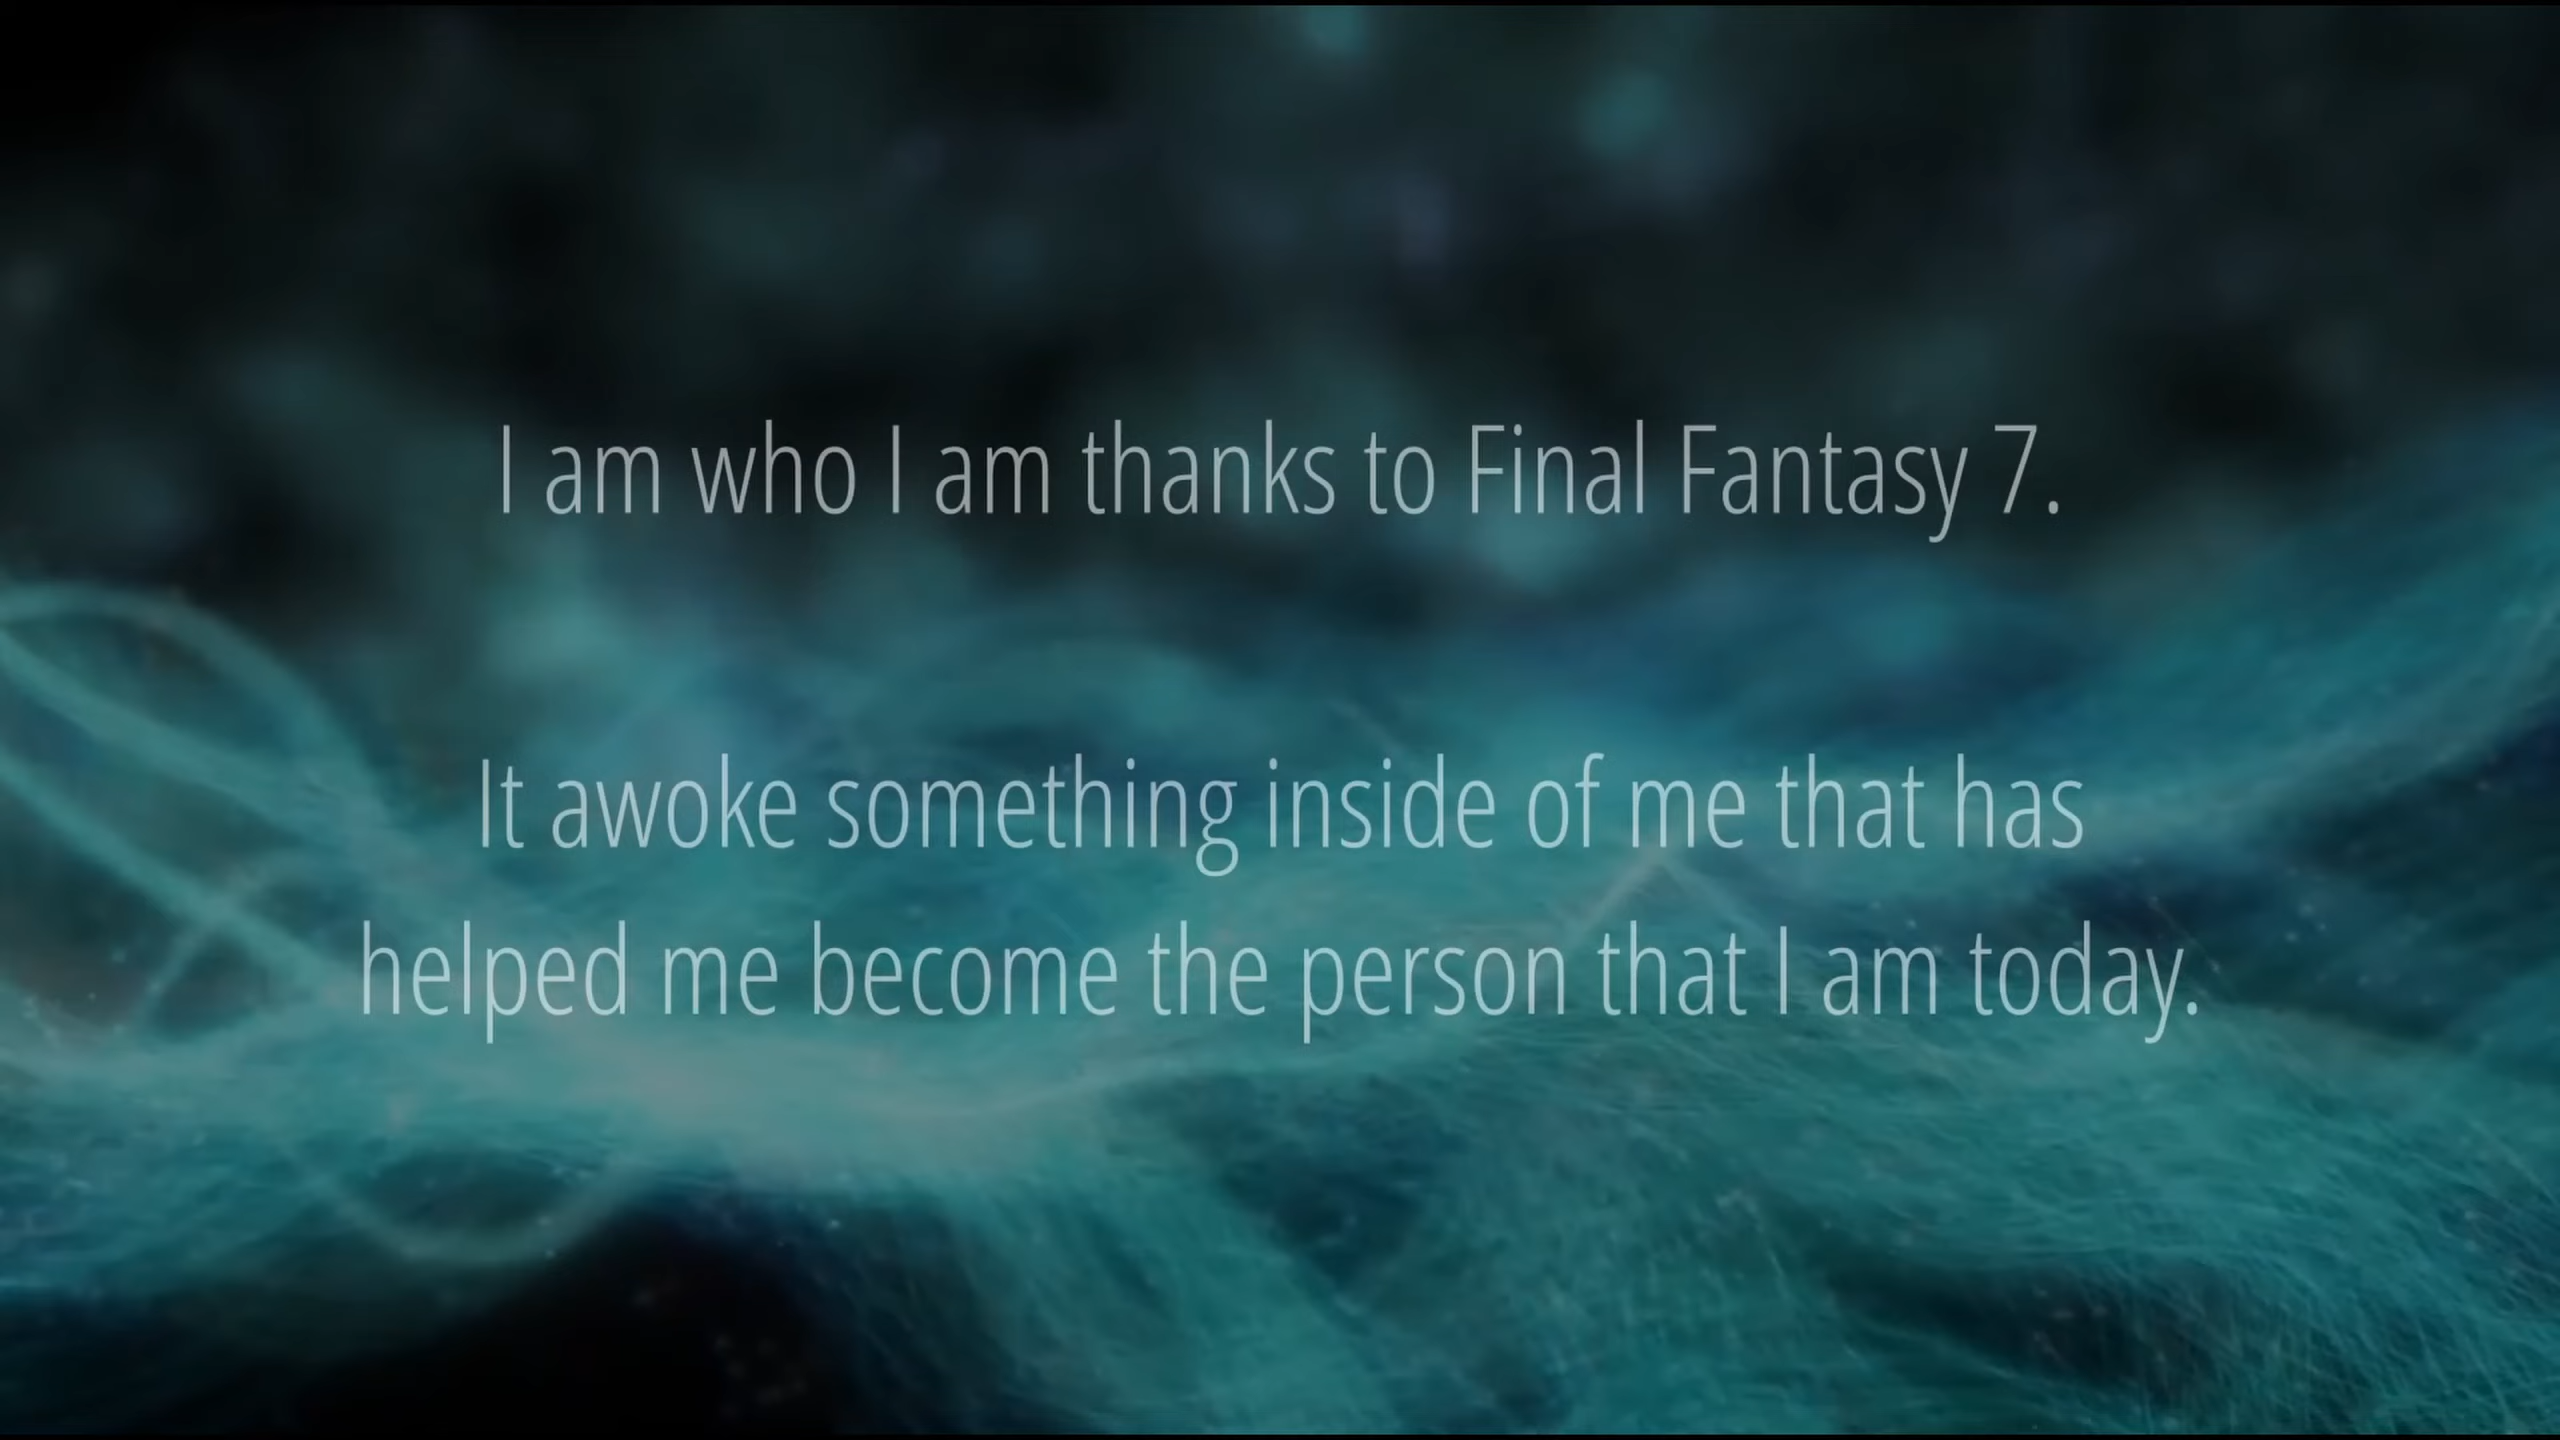 I am who I am thanks to Final Fantasy 7.
It awoke something inside of me that has
helped me become the person that I am today.